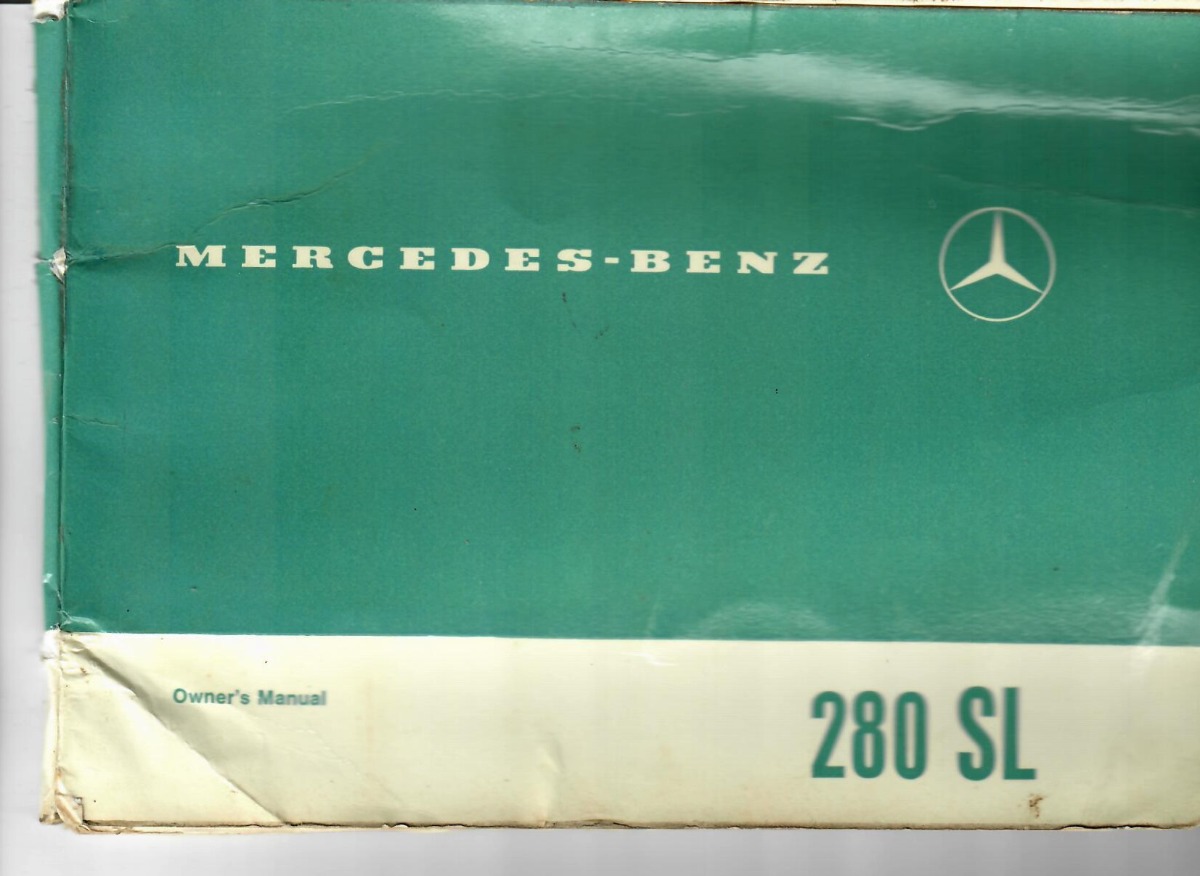 MERCEDES-BENZ
Owner's Manual
280 SL